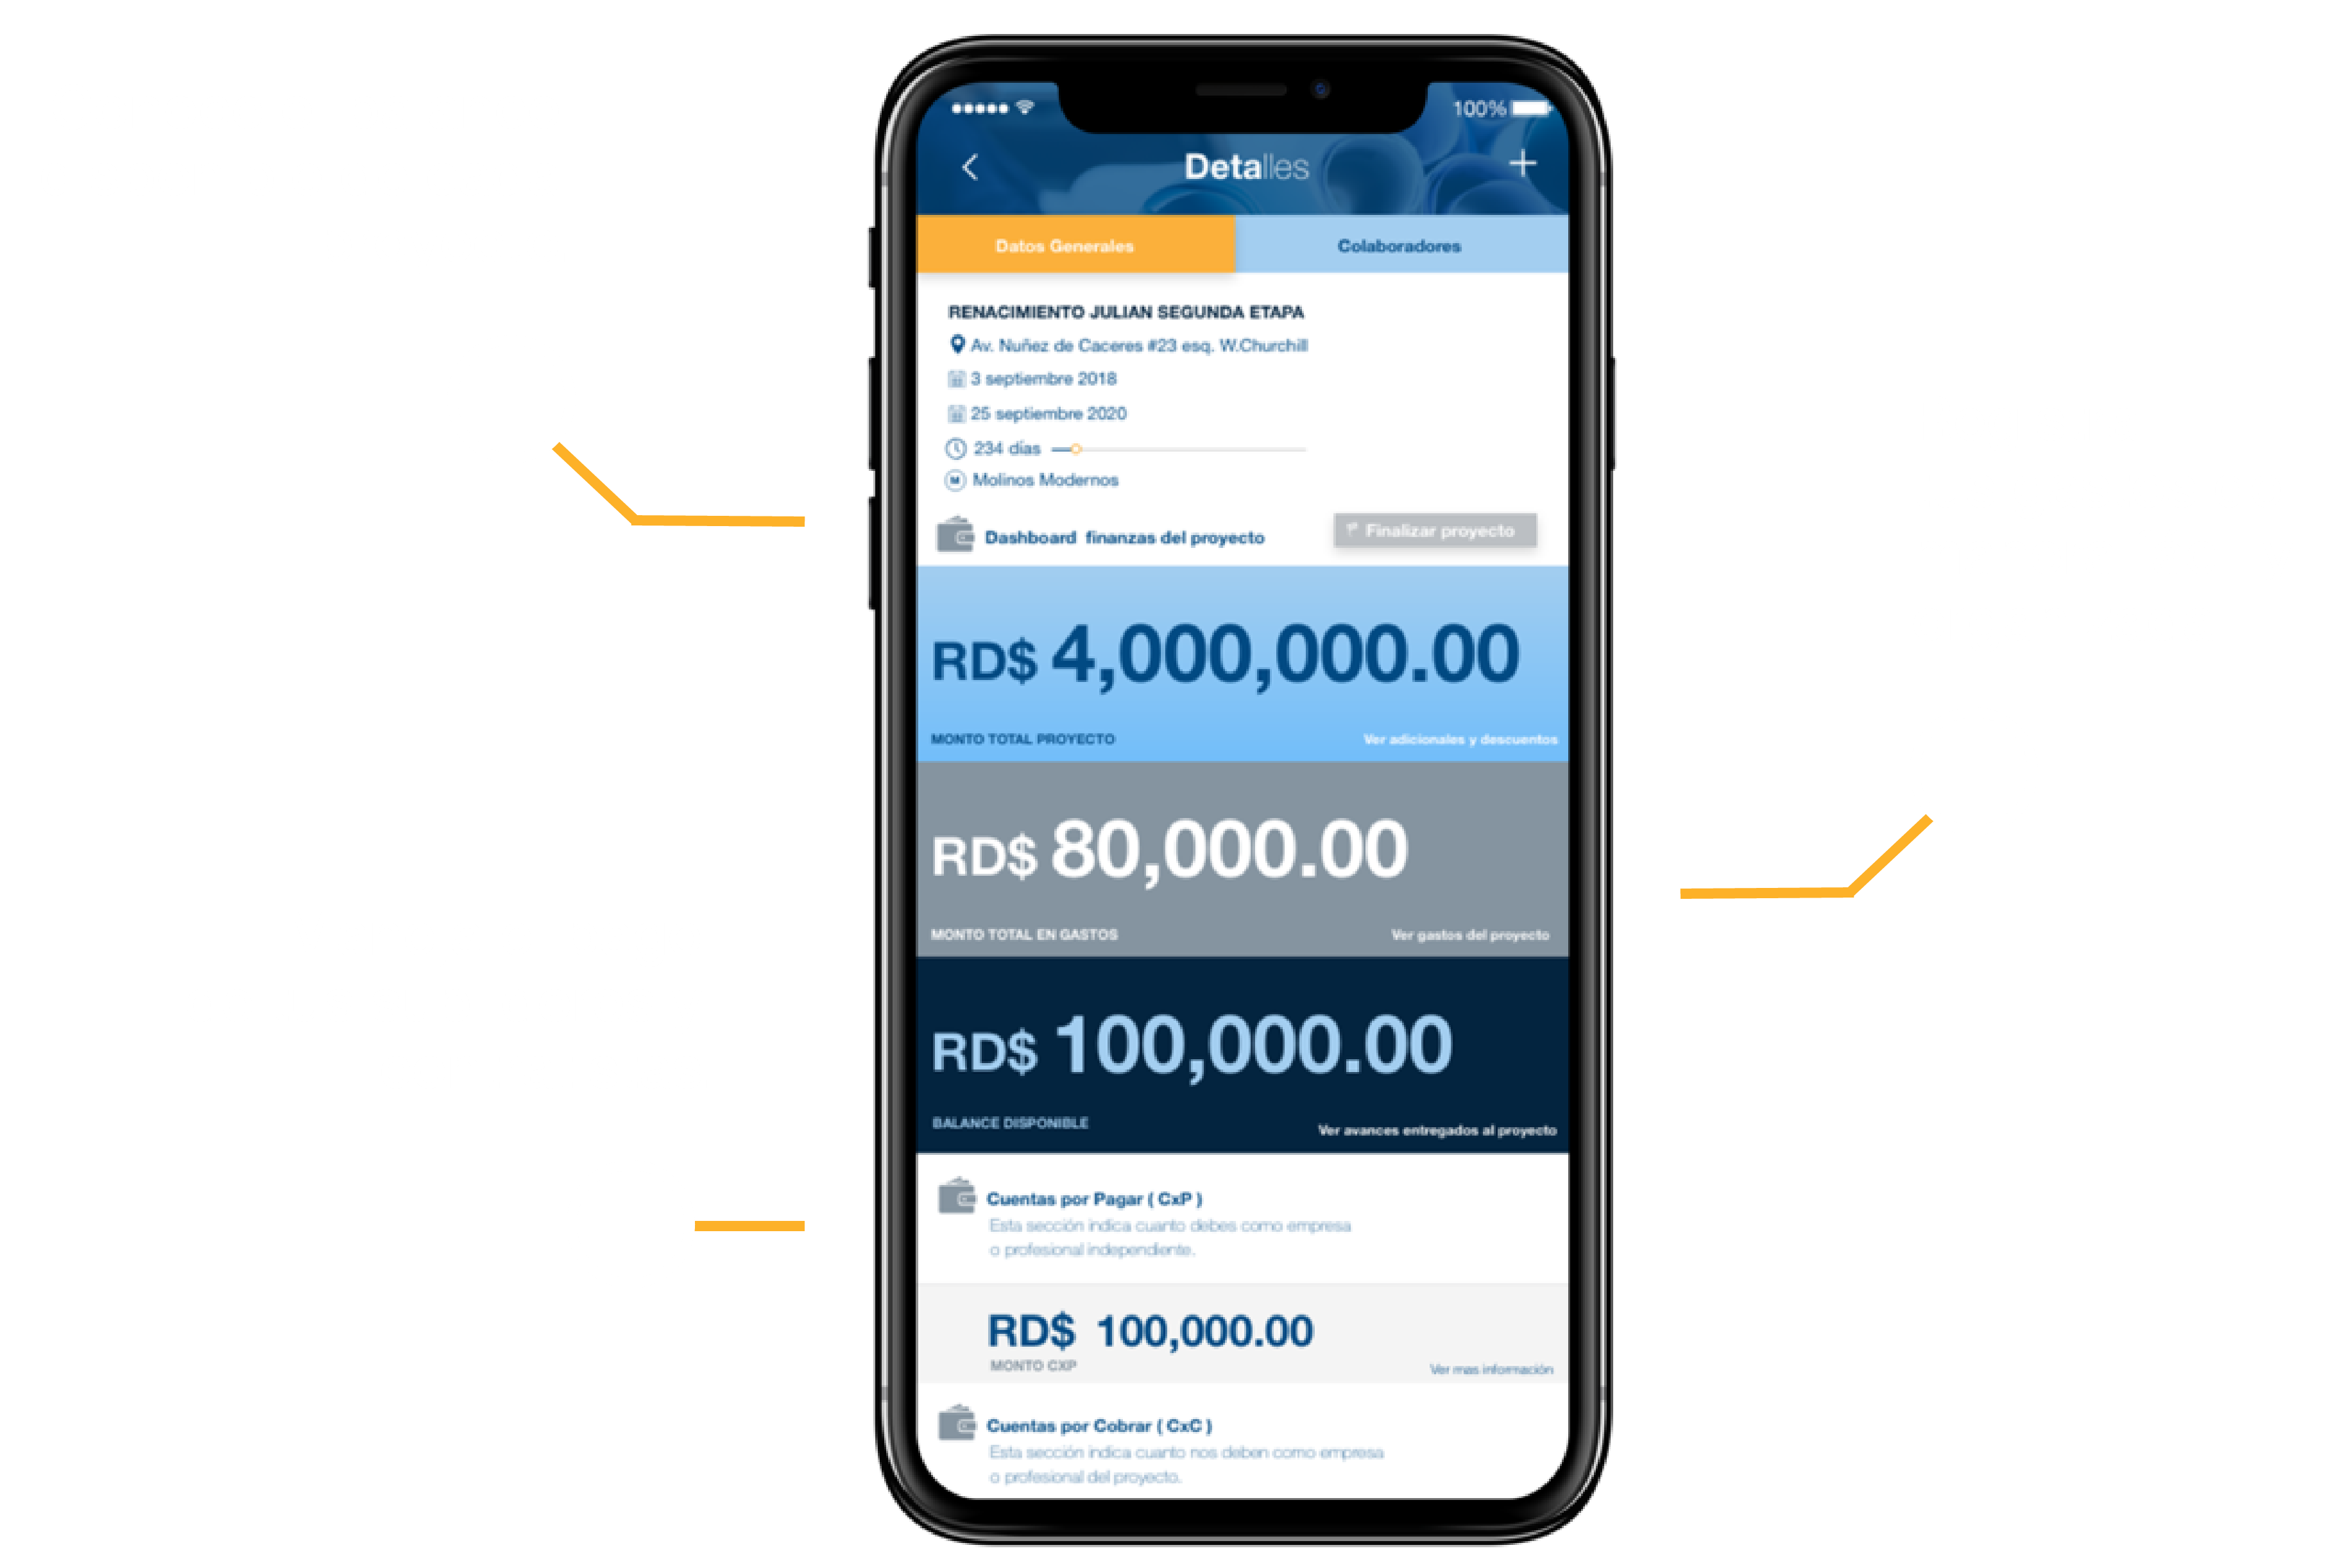 100%
Detalles
Datos Generales
Colaboradores
RENACIMIENTO JULIAN SEGUNDA ETAPA
Av. Nuñez de Caceres #23 esq. W.Churchill
3 septiembre 2018
25 septiembre 2020
234 días
M Molinos Modernos
Dashboard finanzas del proyecto
Finalizar proyecto
RD$ 4,000,000.00
MONTO TOTAL PROYECTO
Ver adicionales y descuentos
RD$ 80,000.00
MONTO TOTAL EN GASTOS
Ver gastos del proyecto
RD$ 100,000.00
BALANCE DISPONIBLE
Ver avances entregados al proyecto
Cuentas por Pagar ( CxP )
Esta sección indica cuanto debes como empresa
o profesional independiente.
RD$ 100,000.00
MONTO CXP
Ver mas información
Cuentas por Cobrar ( CxC )
Esta sección indica cuanto nos deben como empresa
o profesional del proyecto.